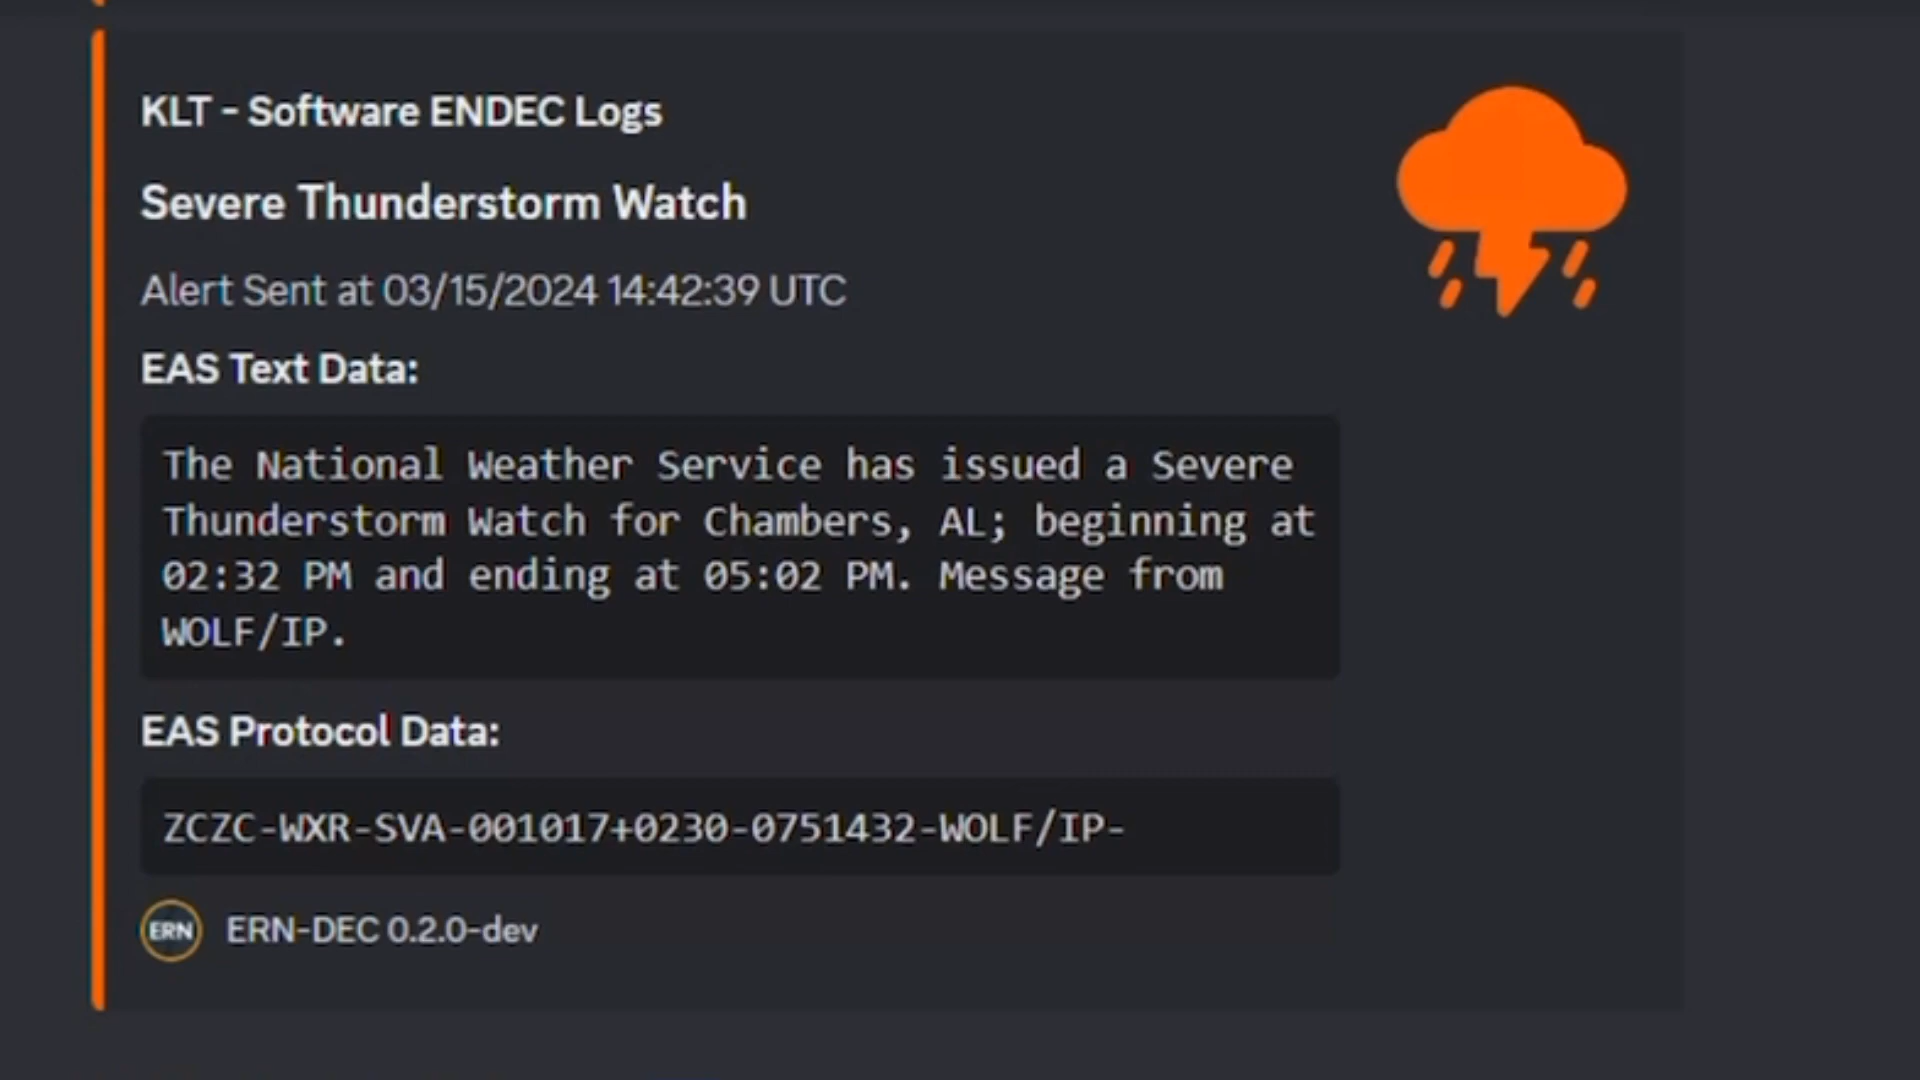 KLT - Software ENDEC Logs
Severe Thunderstorm Watch
Alert Sent at 03/15/2024 14:42:39 UTC
EAS Text Data:
The National Weather Service has issued a Severe
Thunderstorm Watch for Chambers, AL; beginning at
02:32 PM and ending at 05:02 PM. Message from
WOLF/IP.
EAS Protocol Data:
ZCZC-WXR-SVA-001017+0230-0751432-WOLF/IP-
ERN ERN-DEC 0.2.0-dev